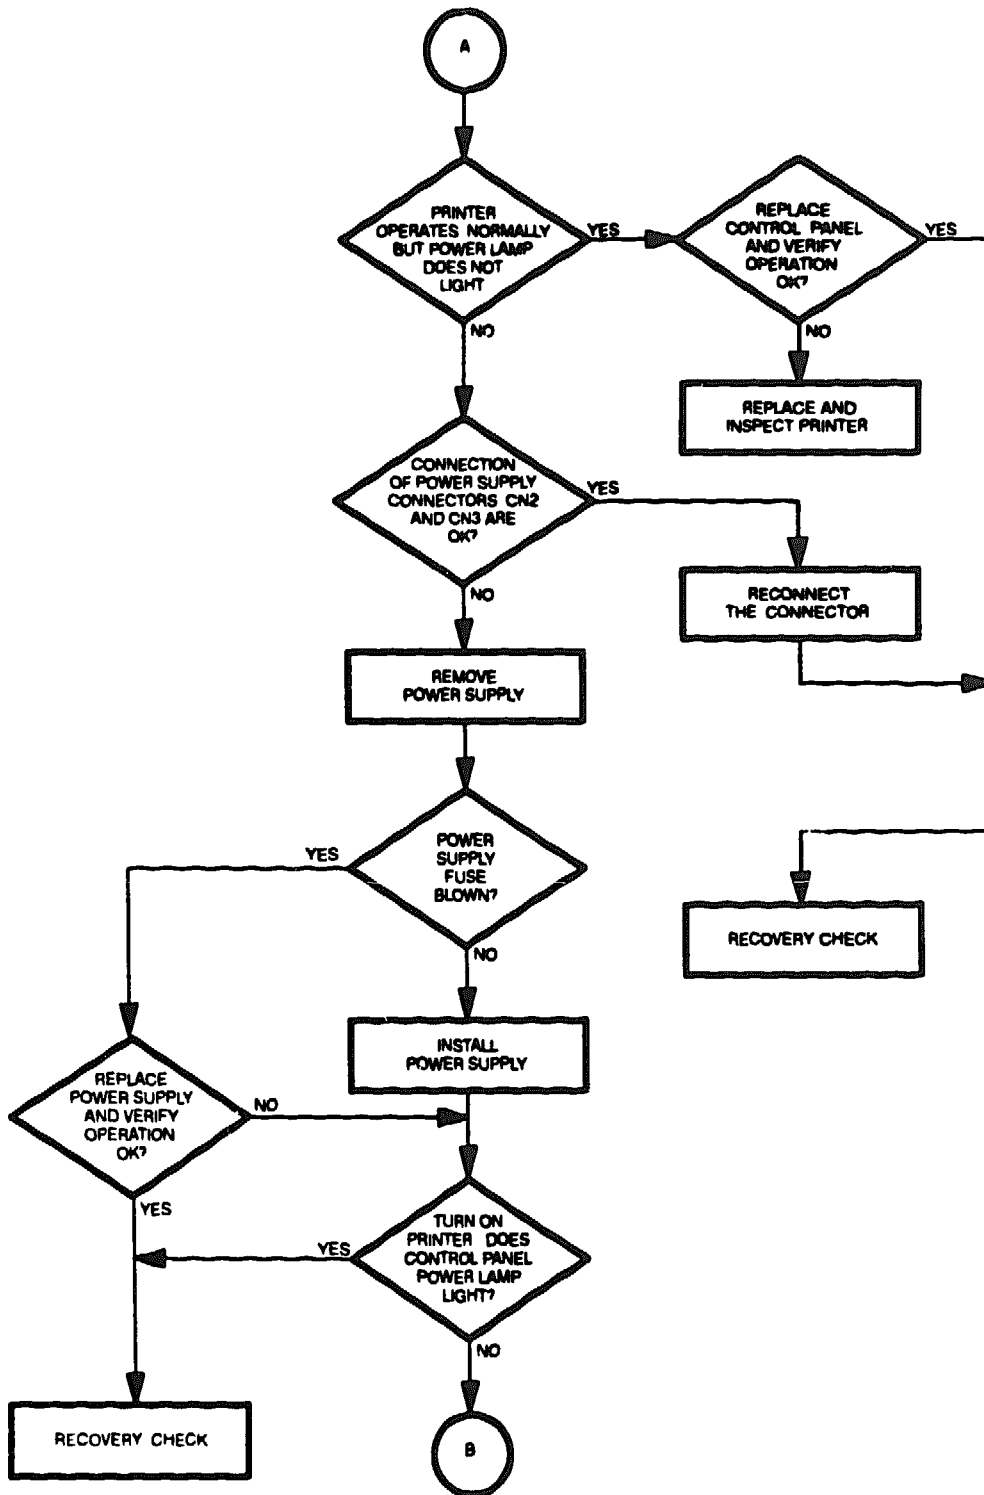 A
PRINTER
OPERATES NORMALLY
BUT POWER LAMP
DOES NOT
LIGHT
YES
REPLACE
CONTROL PANEL
AND VERIFY
OPERATION
OK?
YES
NO
NO
REPLACE AND
INSPECT PRINTER
CONNECTION
OF POWER SUPPLY
CONNECTORS CN2
AND CN3 ARE
OK?
YES
NO
RECONNECT
THE CONNECTOR
REMOVE
POWER SUPPLY
POWER
SUPPLY
FUSE
BLOWN?
YES
NO
RECOVERY CHECK
INSTALL
POWER SUPPLY
REPLACE
POWER SUPPLY
AND VERIFY
OPERATION
OK?
NO
YES
TURN ON
PRINTER DOES
CONTROL PANEL
POWER LAMP
LIGHT?
YES
NO
RECOVERY CHECK
B